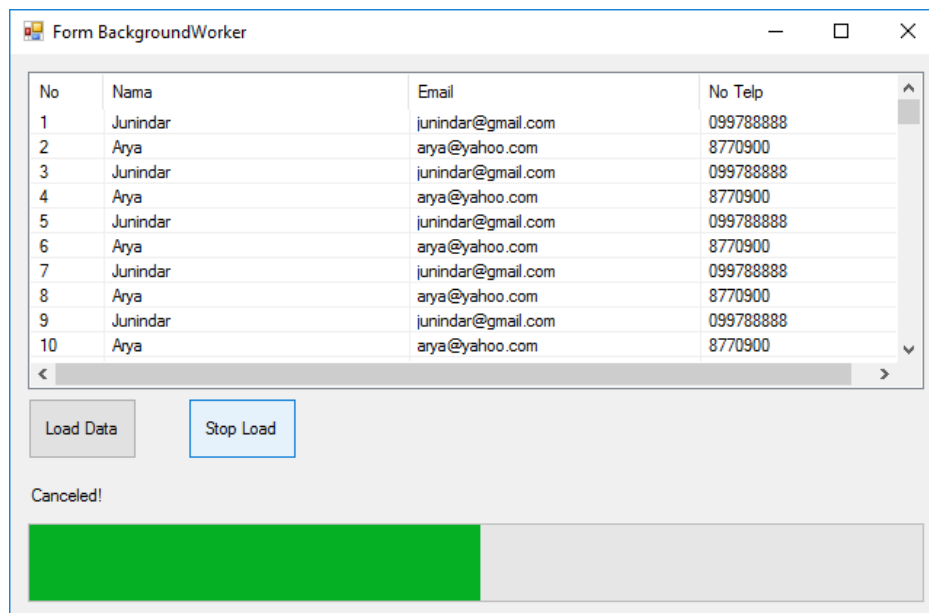 Form BackgroundWorker
No Nama Email No Telp
1 Junindar junindar@gmail.com 099788888
2 Arya arya@yahoo.com 8770900
3 Junindar junindar@gmail.com 099788888
4 Arya arya@yahoo.com 8770900
5 Junindar junindar@gmail.com 099788888
6 Arya arya@yahoo.com 8770900
7 Junindar junindar@gmail.com 099788888
8 Arya arya@yahoo.com 8770900
9 Junindar junindar@gmail.com 099788888
10 Arya arya@yahoo.com 8770900
Load Data Stop Load
Canceled!